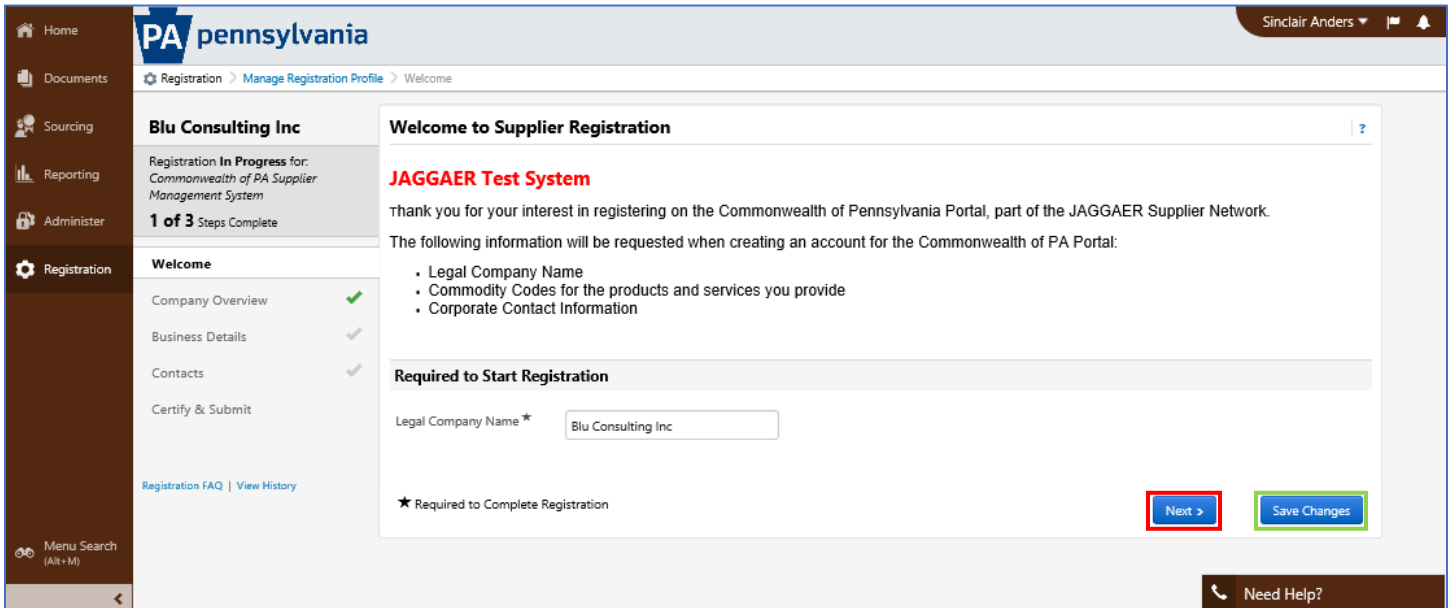 Home
Documents
Sourcing
Reporting
Administer
Registration
Menu Search
(Alt+M)
PA pennsylvania
Sinclair Anders
Registration > Manage Registration Profile > Welcome
Blu Consulting Inc
Registration In Progress for:
Commonwealth of PA Supplier
Management System
1 of 3 Steps Complete
Welcome
Company Overview
Business Details
Contacts
Certify & Submit
Registration FAQ | View History
Welcome to Supplier Registration
?
JAGGAER Test System
Thank you for your interest in registering on the Commonwealth of Pennsylvania Portal, part of the JAGGAER Supplier Network.
The following information will be requested when creating an account for the Commonwealth of PA Portal:
• Legal Company Name
• Commodity Codes for the products and services you provide
• Corporate Contact Information
Required to Start Registration
Legal Company Name ★
Blu Consulting Inc
★ Required to Complete Registration
Next >
Save Changes
Need Help?